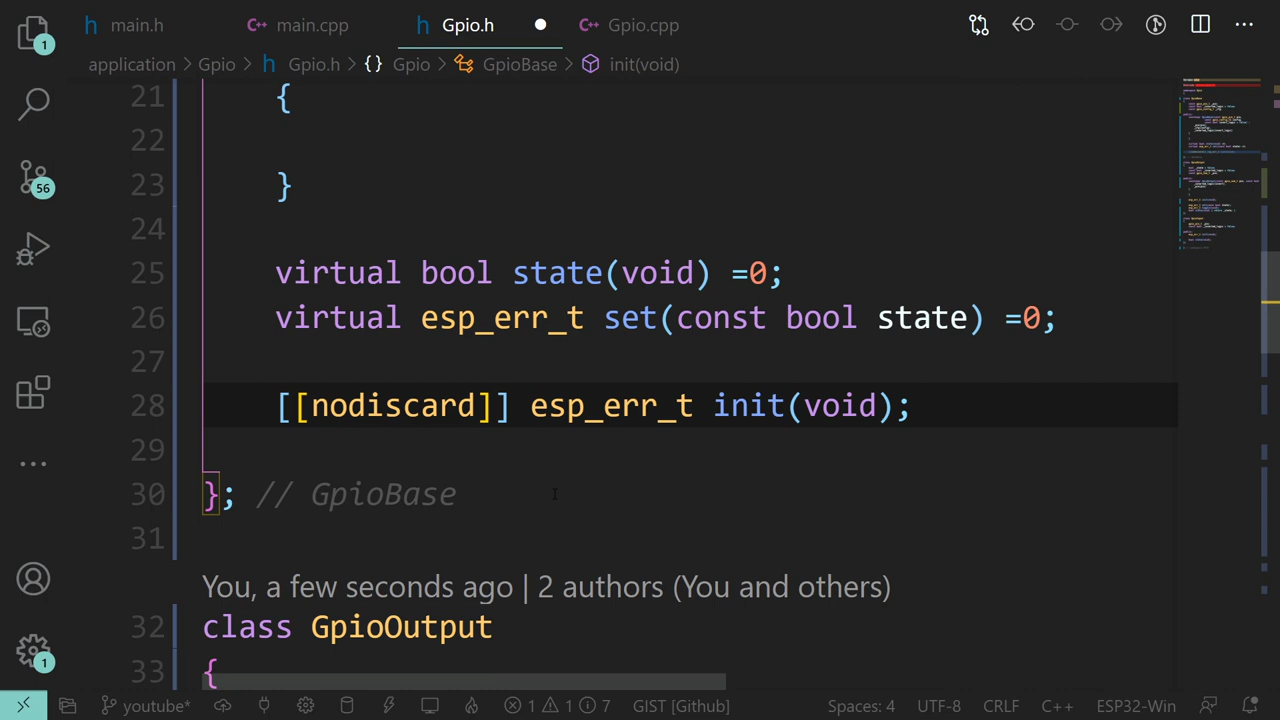 1
h main.h C++ main.cpp h Gpio.h C++ Gpio.cpp
application > Gpio > h Gpio.h > {} Gpio > GpioBase > init(void)
21 {
22
23 }
24
25 virtual bool state(void) =0;
26 virtual esp_err_t set(const bool state) =0;
27
28 [[nodiscard]] esp_err_t init(void);
29
30 }; // GpioBase
31
You, a few seconds ago | 2 authors (You and others)
32 class GpioOutput
33 {
56
1
youtube* 1 1 7 GIST [Github] Spaces: 4 UTF-8 CRLF C++ ESP32-Win